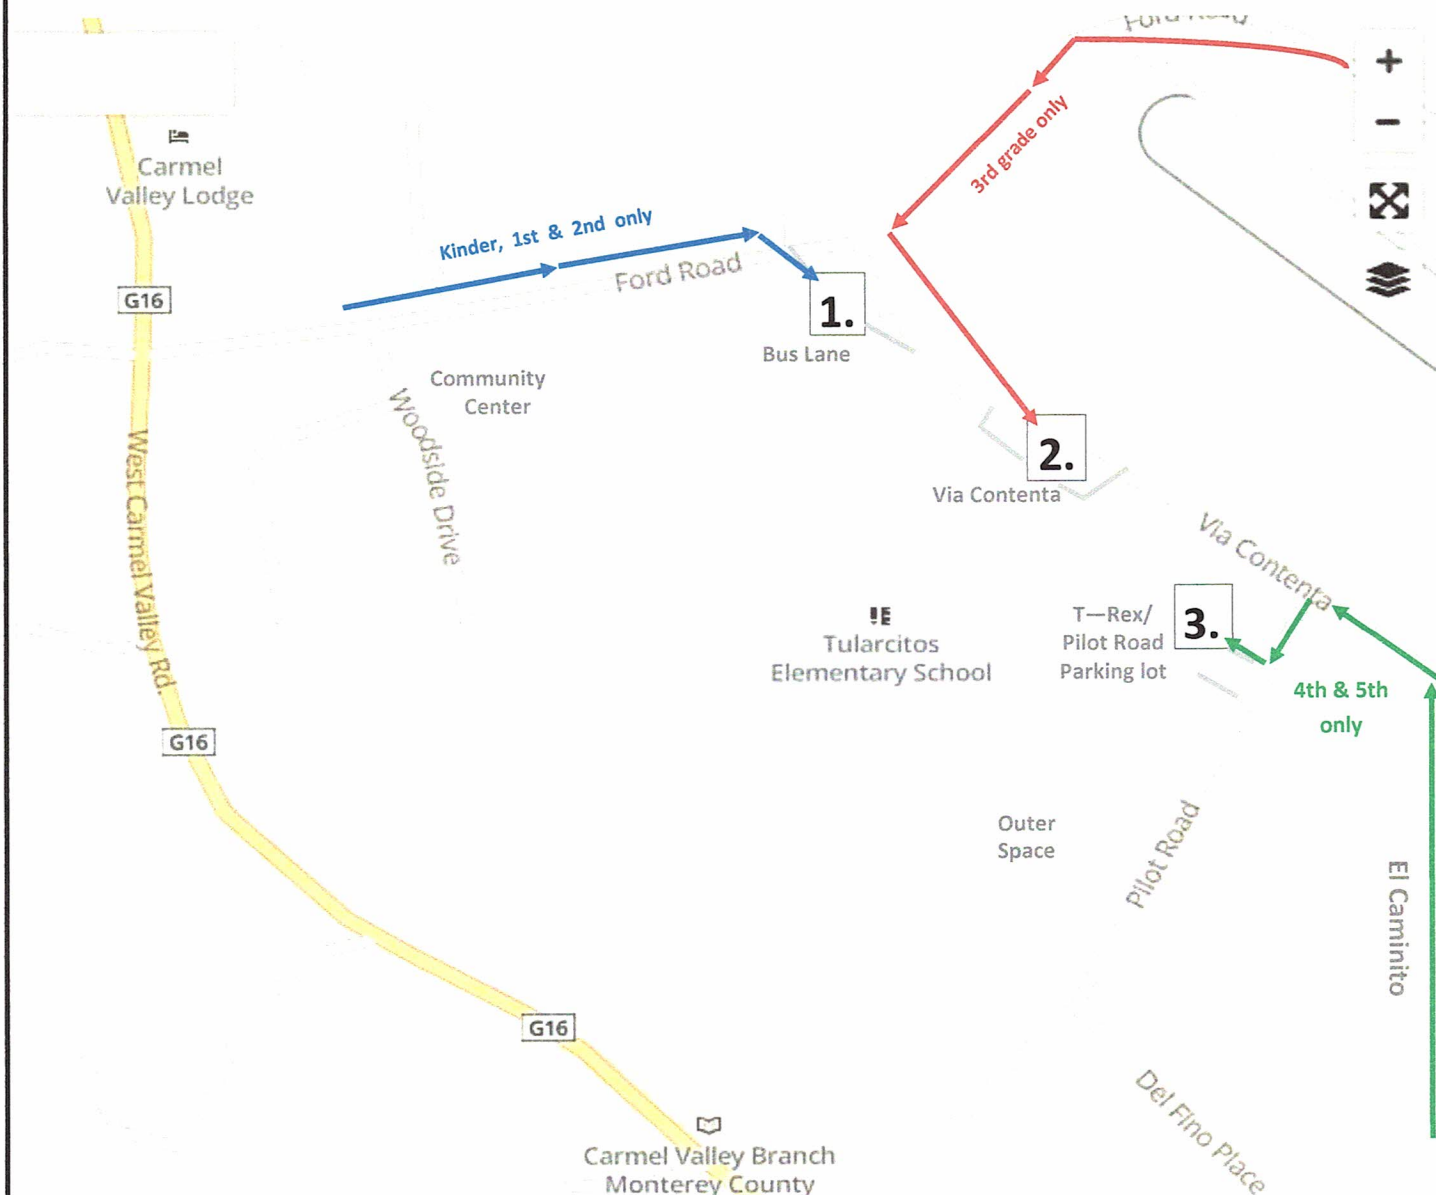 Ford Road
+
−
3rd grade only
Carmel
Valley Lodge
Kinder, 1st & 2nd only
Ford Road
G16
1.
Bus Lane
Community
Center
Woodside Drive
2.
Via Contenta
West Carmel Valley Rd.
Via Contenta
3.
T—Rex/
Pilot Road
Parking lot
Tularcitos
Elementary School
4th & 5th
only
G16
Outer
Space
Pilot Road
El Caminito
G16
Del Fino Place
Carmel Valley Branch
Monterey County